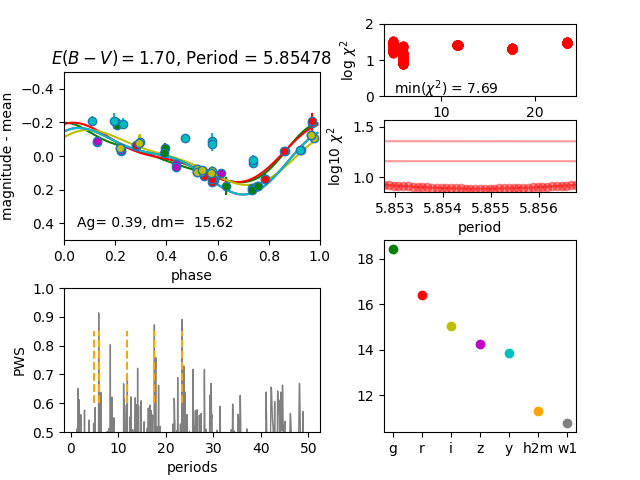 E(B − V) = 1.70, Period = 5.85478
magnitude - mean
−0.4
−0.2
0.0
0.2
0.4
Ag= 0.39, dm=  15.62
0.0 0.2 0.4 0.6 0.8 1.0
phase
log χ²
2
1
0
min(χ²) = 7.69
10 20
log10 χ²
1.5
1.0
5.853 5.854 5.855 5.856
period
PWS
1.0
0.9
0.8
0.7
0.6
0.5
0 10 20 30 40 50
periods
18
16
14
12
g r i z y h2m w1